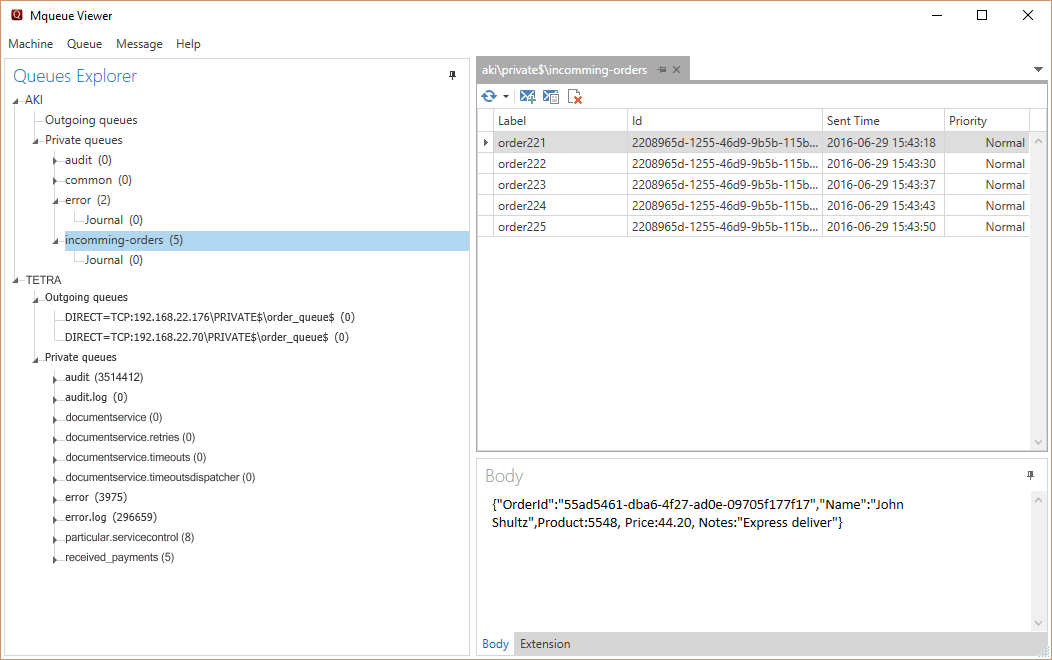 Mqueue Viewer
Machine Queue Message Help
Queues Explorer
AKI
Outgoing queues
Private queues
audit (0)
common (0)
error (2)
Journal (0)
incomming-orders (5)
Journal (0)
TETRA
Outgoing queues
DIRECT=TCP:192.168.22.176\PRIVATE$\order_queue$ (0)
DIRECT=TCP:192.168.22.70\PRIVATE$\order_queue$ (0)
Private queues
audit (3514412)
audit.log (0)
documentservice (0)
documentservice.retries (0)
documentservice.timeouts (0)
documentservice.timeoutsdispatcher (0)
error (3975)
error.log (296659)
particular.servicecontrol (8)
received_payments (5)
aki\private$\incomming-orders
Label Id Sent Time Priority
order221 2208965d-1255-46d9-9b5b-115b... 2016-06-29 15:43:18 Normal
order222 2208965d-1255-46d9-9b5b-115b... 2016-06-29 15:43:30 Normal
order223 2208965d-1255-46d9-9b5b-115b... 2016-06-29 15:43:37 Normal
order224 2208965d-1255-46d9-9b5b-115b... 2016-06-29 15:43:43 Normal
order225 2208965d-1255-46d9-9b5b-115b... 2016-06-29 15:43:50 Normal
Body
{"OrderId":"55ad5461-dba6-4f27-ad0e-09705f177f17","Name":"John
Shultz",Product:5548, Price:44.20, Notes:"Express deliver"}
Body Extension